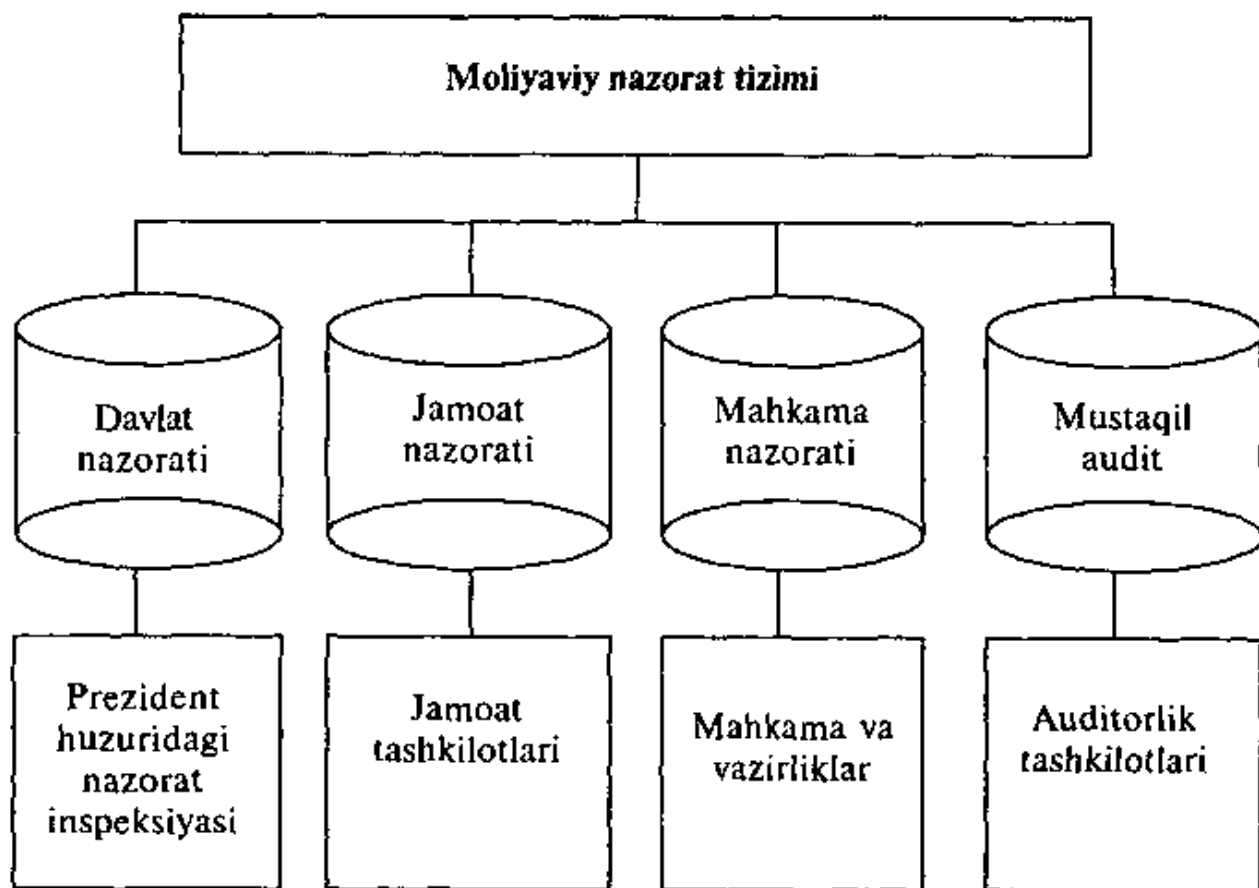 Moliyaviy nazorat tizimi
Davlat
nazorati
Jamoat
nazorati
Mahkama
nazorati
Mustaqil
audit
Prezident
huzuridagi
nazorat
inspeksiyasi
Jamoat
tashkilotlari
Mahkama va
vazirliklar
Auditorlik
tashkilotlari